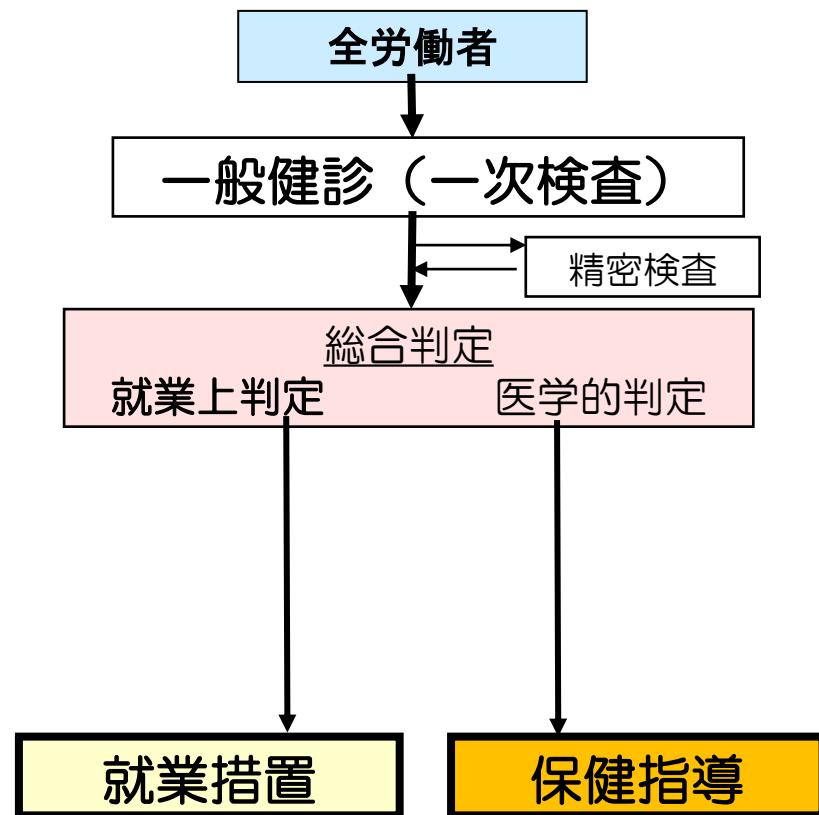 全労働者
一般健診（一次検査）
精密検査
総合判定
就業上判定 医学的判定
就業措置
保健指導